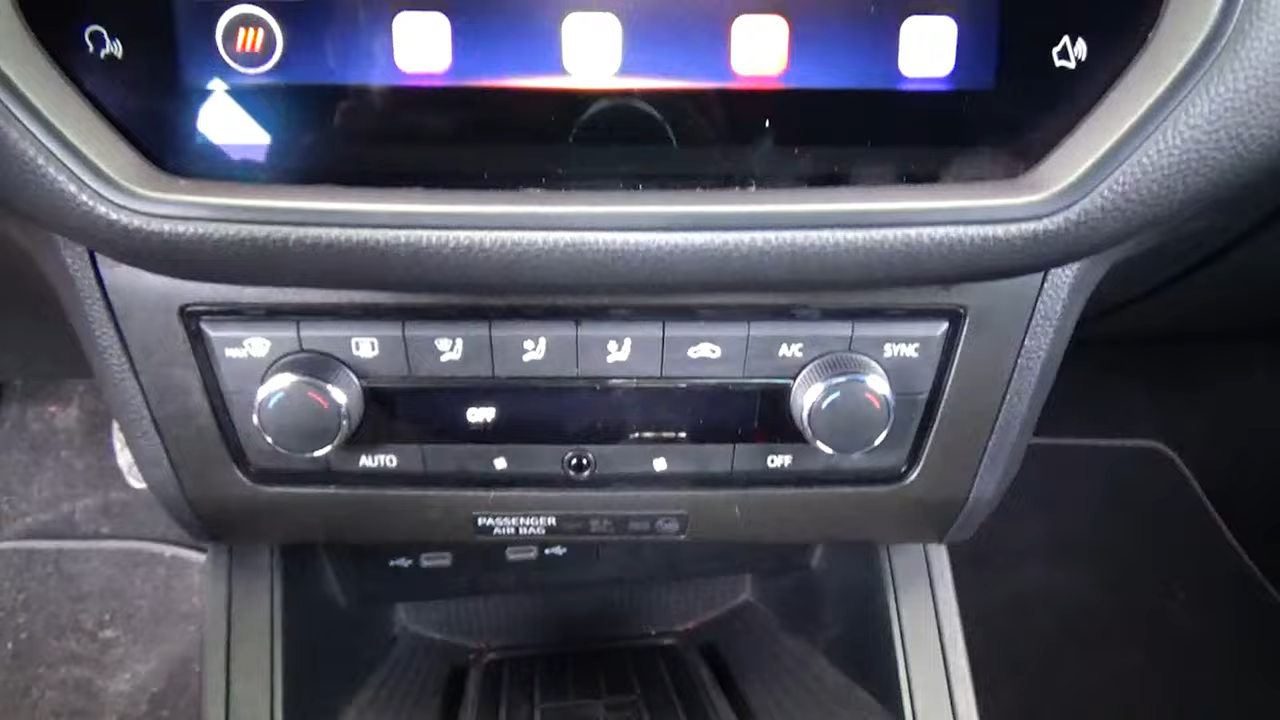 MAX
A/C
SYNC
OFF
AUTO
OFF
PASSENGER
AIR BAG